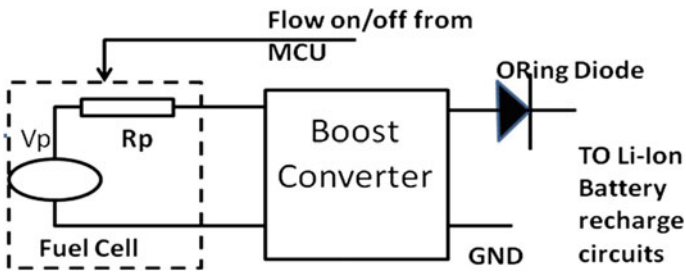 Flow on/off from
MCU
ORing Diode
Vp
Rp
Boost
Converter
TO Li-Ion
Battery
recharge
circuits
Fuel Cell
GND